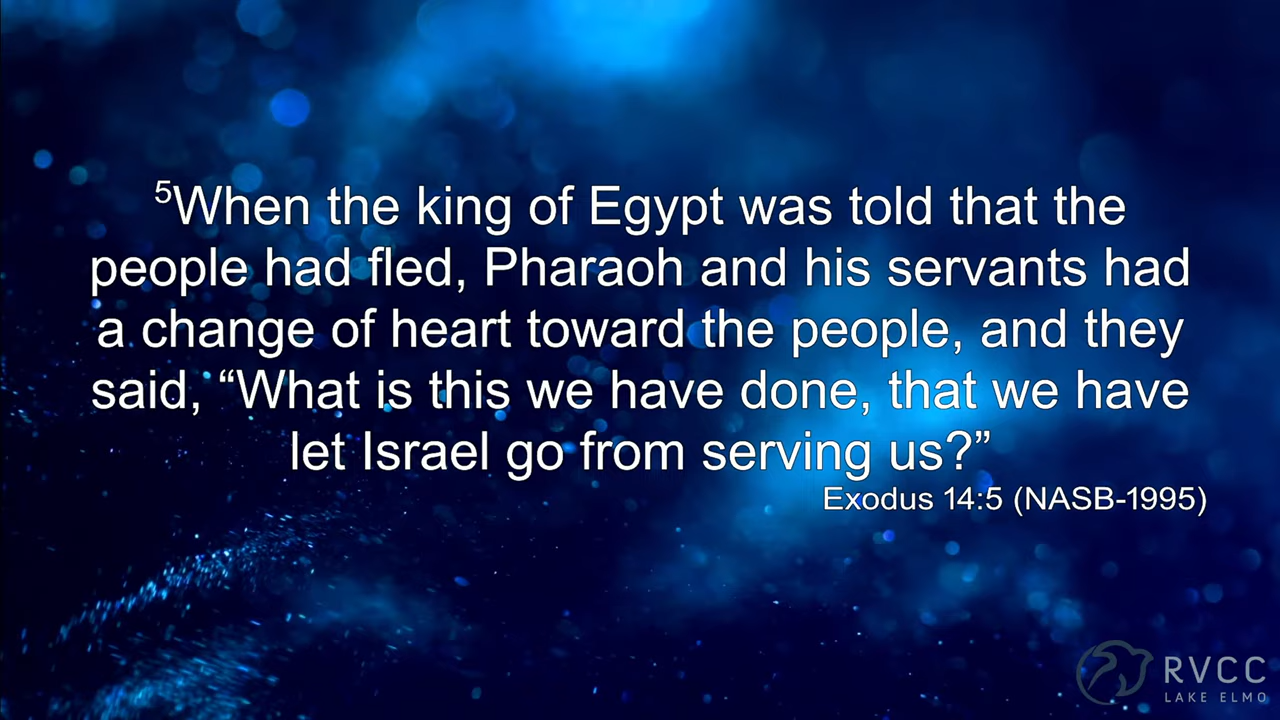 ⁵When the king of Egypt was told that the
people had fled, Pharaoh and his servants had
a change of heart toward the people, and they
said, “What is this we have done, that we have
let Israel go from serving us?”
Exodus 14:5 (NASB-1995)
RVCC
LAKE ELMO